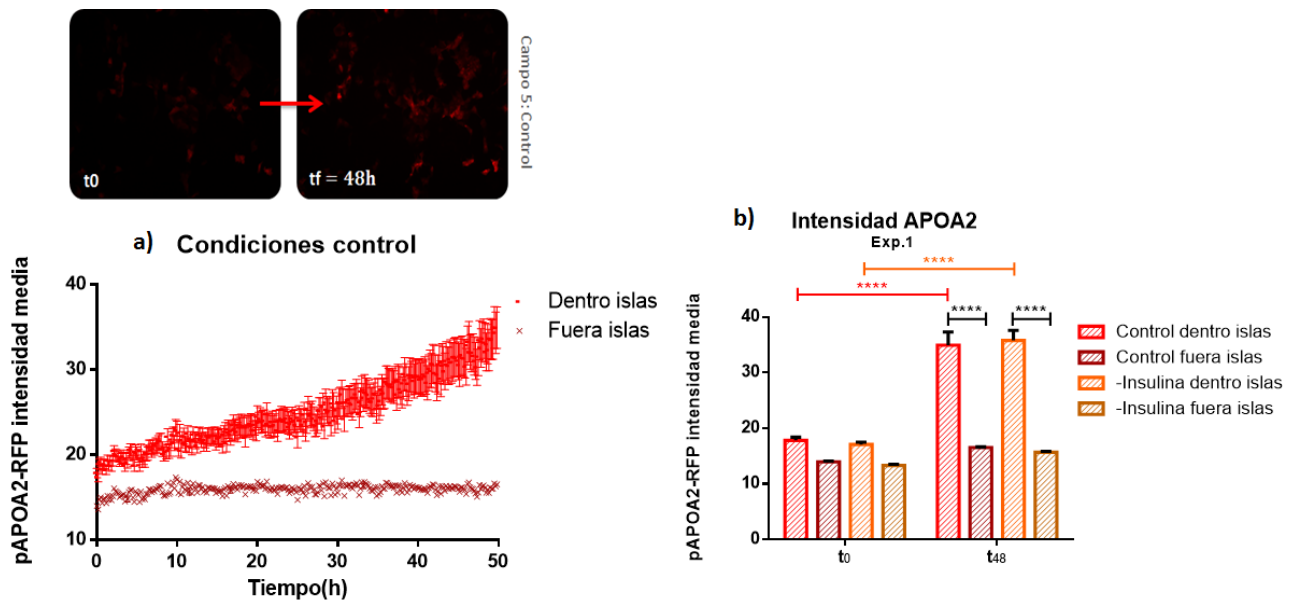 t0
tf = 48h
Campo 5: Control
a) Condiciones control
pAPOA2-RFP intensidad media
40
30
20
10
0
10
20
30
40
50
Tiempo(h)
Dentro islas
Fuera islas
b) Intensidad APOA2
Exp.1
****
****
****
****
pAPOA2-RFP intensidad media
40
30
20
10
0
t0
t48
Control dentro islas
Control fuera islas
-Insulina dentro islas
-Insulina fuera islas